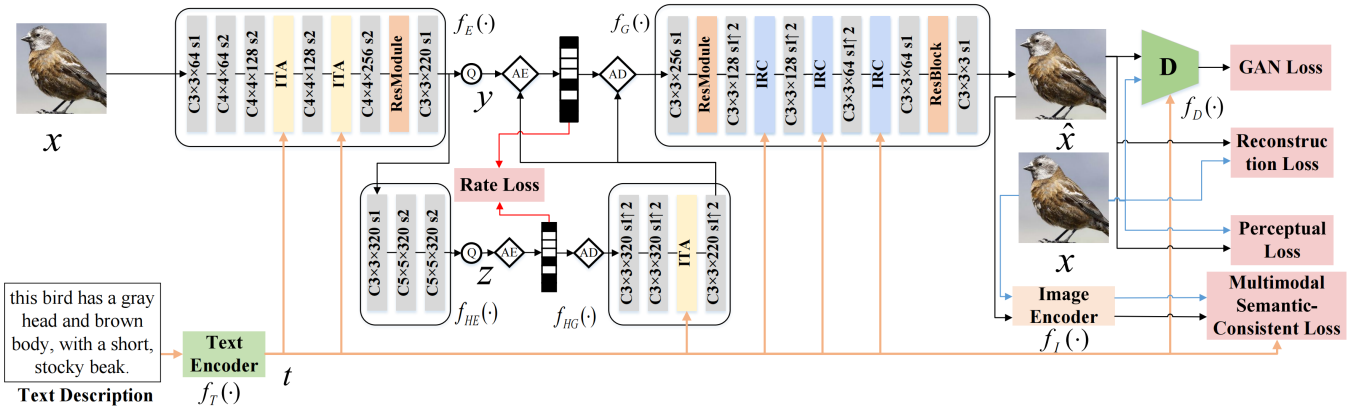 x
C3×3×64 s1
C4×4×64 s2
C4×4×128 s2
ITA
C4×4×128 s2
ITA
C4×4×256 s2
ResModule
C3×3×220 s1
f_E(·)
Q
y
AE
AD
f_G(·)
C3×3×256 s1
ResModule
C3×3×128 s1↑2
IRC
C3×3×128 s1↑2
IRC
C3×3×64 s1↑2
IRC
C3×3×64 s1
ResBlock
C3×3×3 s1
x̂
D
f_D(·)
GAN Loss
Reconstruc
tion Loss
x
Perceptual
Loss
Multimodal
Semantic-
Consistent Loss
Image
Encoder
f_I(·)
Rate Loss
C3×3×320 s1
C5×5×320 s2
C5×5×320 s2
f_HE(·)
Q
z
AE
AD
f_HG(·)
C3×3×320 s1↑2
C3×3×320 s1↑2
ITA
C3×3×220 s1↑2
this bird has a gray
head and brown
body, with a short,
stocky beak.
Text Description
Text
Encoder
f_T(·)
t